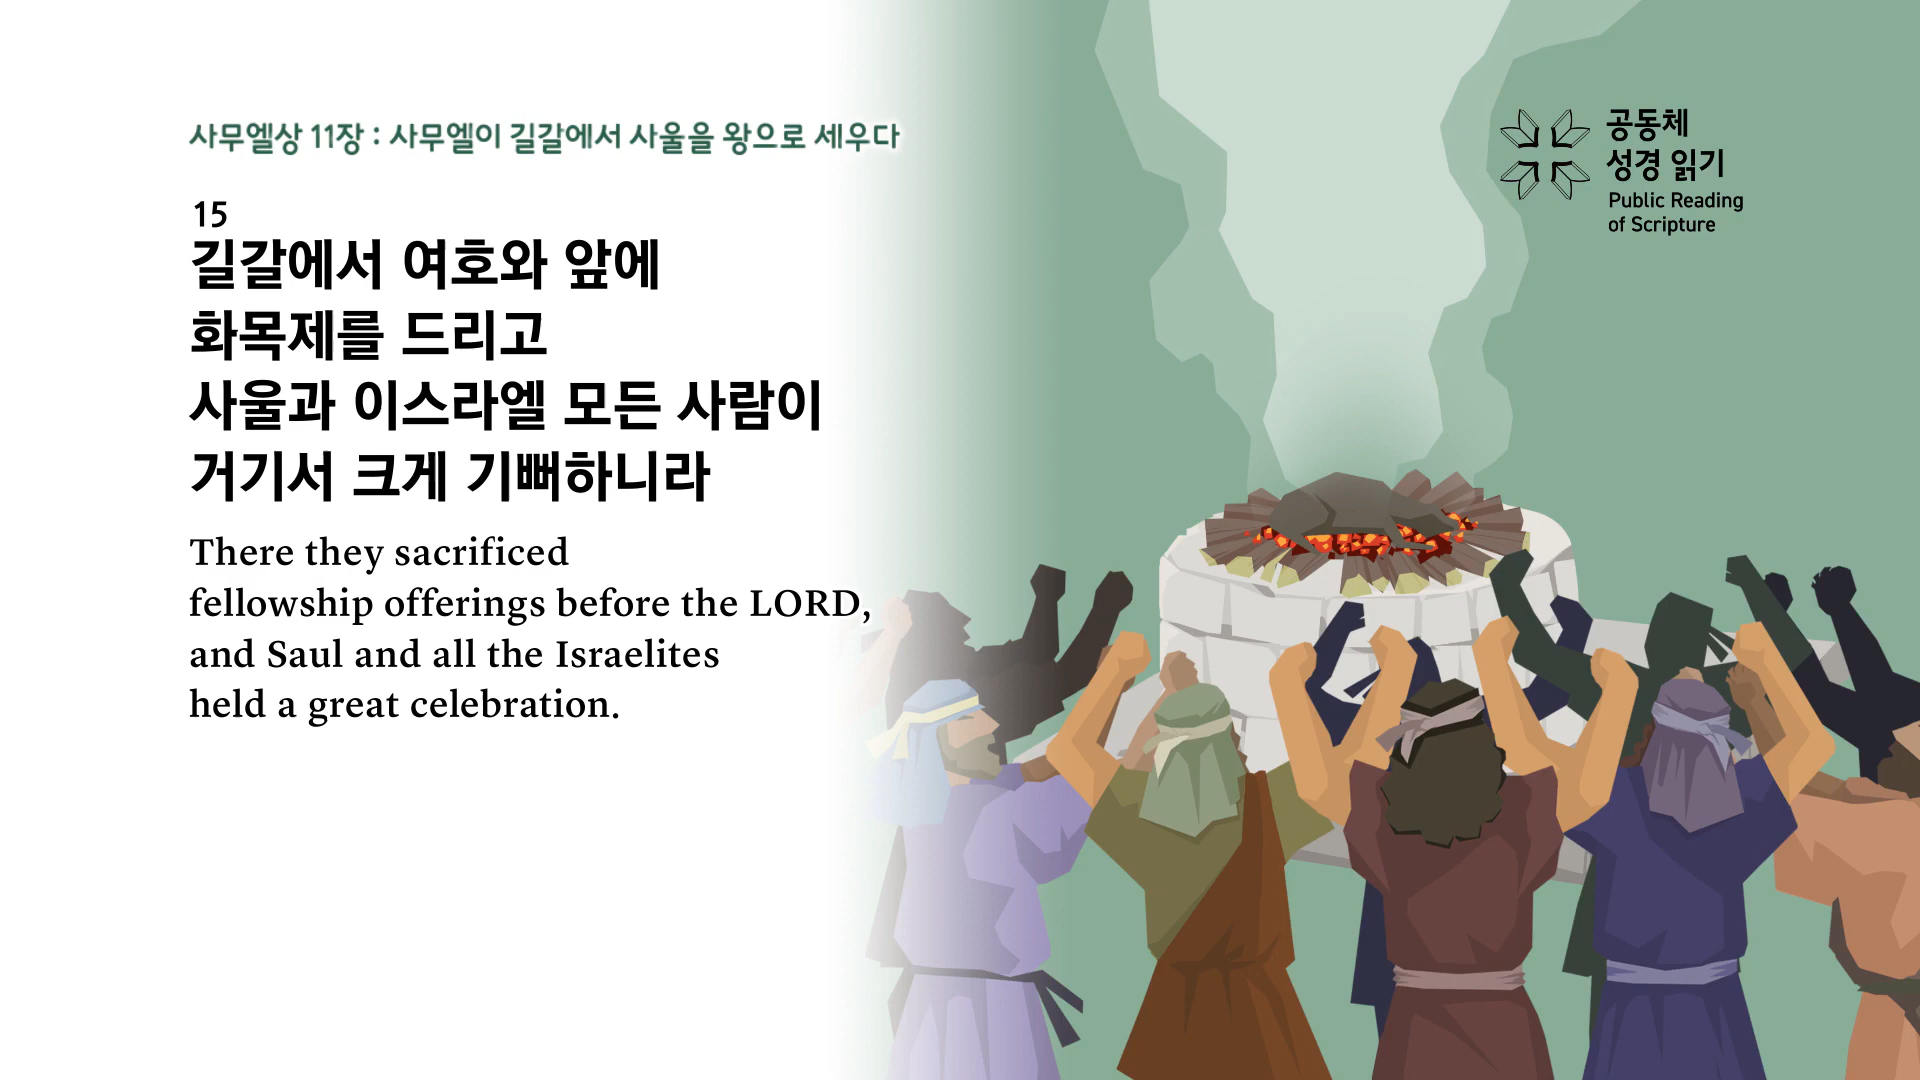 사무엘상 11장 : 사무엘이 길갈에서 사울을 왕으로 세우다
15
길갈에서 여호와 앞에
화목제를 드리고
사울과 이스라엘 모든 사람이
거기서 크게 기뻐하니라
There they sacrificed
fellowship offerings before the LORD,
and Saul and all the Israelites
held a great celebration.
공동체
성경 읽기
Public Reading
of Scripture